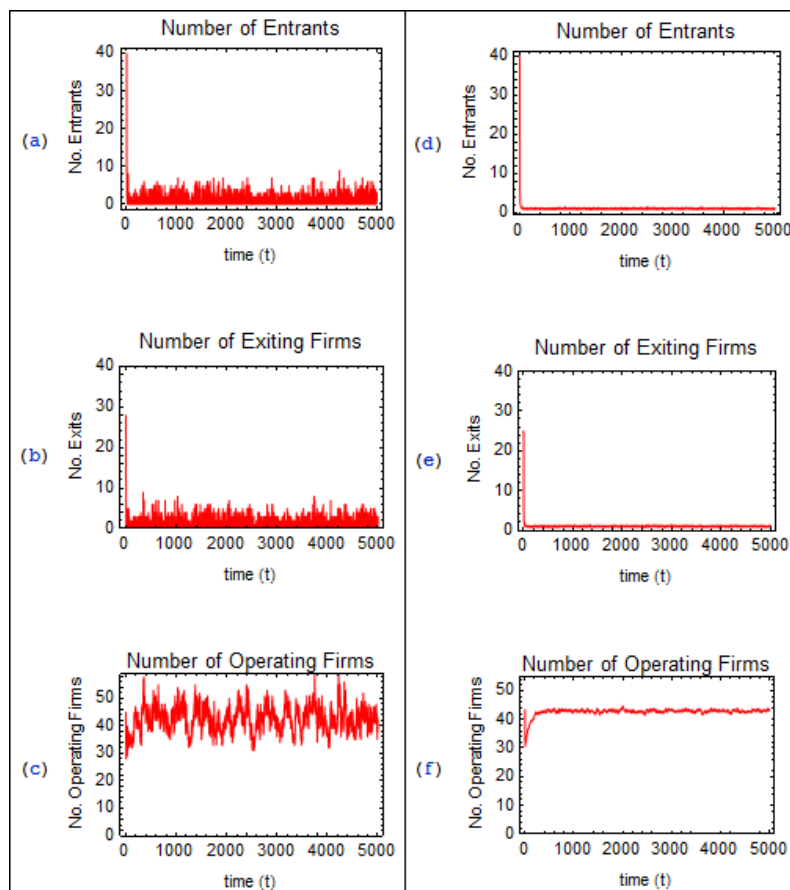 Number of Entrants
40
30
20
10
0
No. Entrants
(a)
0 1000 2000 3000 4000 5000
time (t)
Number of Exiting Firms
40
30
20
10
0
No. Exits
(b)
0 1000 2000 3000 4000 5000
time (t)
Number of Operating Firms
50
40
30
20
10
0
No. Operating Firms
(c)
0 1000 2000 3000 4000 5000
time (t)
Number of Entrants
40
30
20
10
0
No. Entrants
(d)
0 1000 2000 3000 4000 5000
time (t)
Number of Exiting Firms
40
30
20
10
0
No. Exits
(e)
0 1000 2000 3000 4000 5000
time (t)
Number of Operating Firms
50
40
30
20
10
0
No. Operating Firms
(f)
0 1000 2000 3000 4000 5000
time (t)